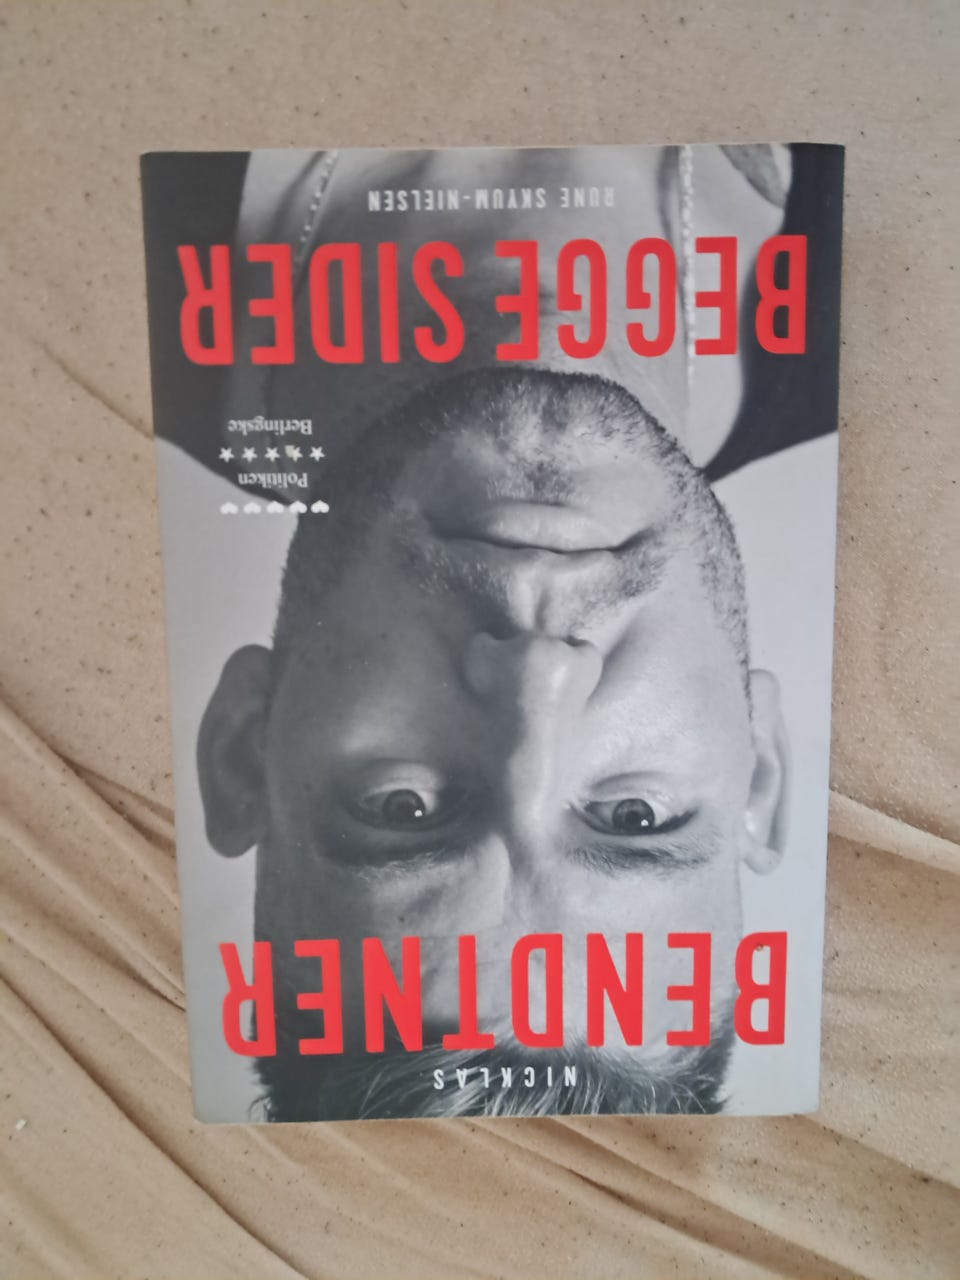 NICKLAS
BENDTNER
Politiken
Berlingske
BEGGE SIDER
RUNE SKYUM-NIELSEN